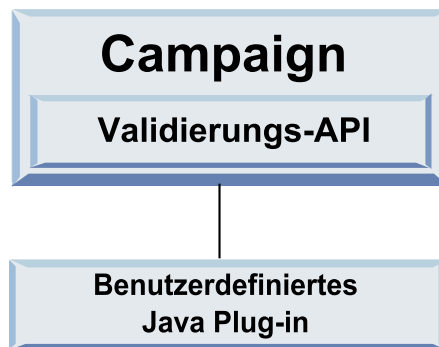 Campaign
Validierungs-API
Benutzerdefiniertes
Java Plug-in